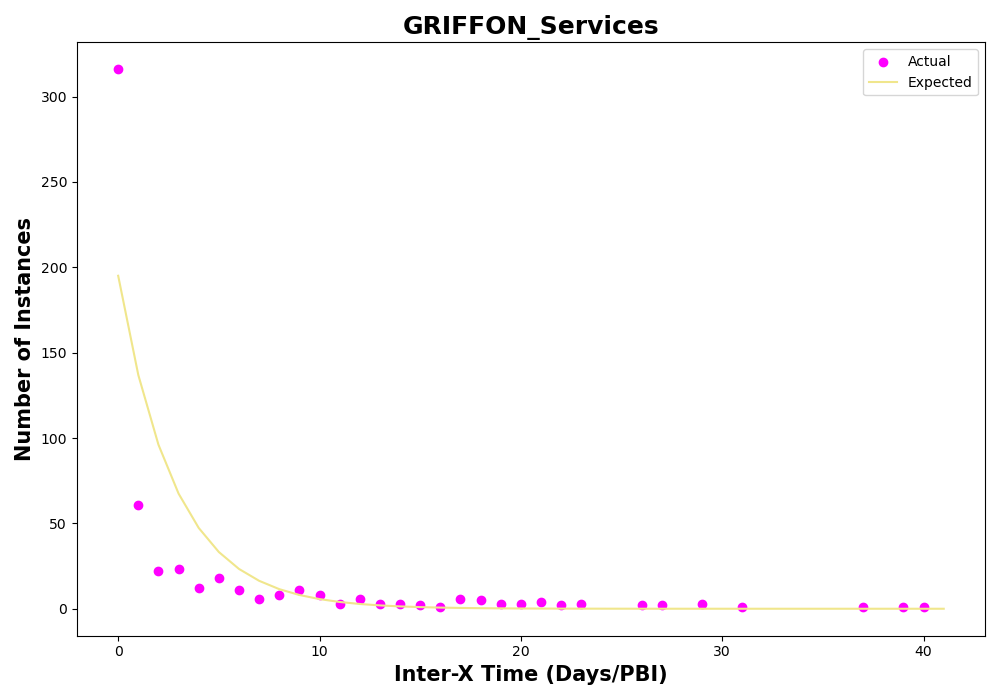 GRIFFON_Services
Actual
Expected
Number of Instances
300
250
200
150
100
50
0
0 10 20 30 40
Inter-X Time (Days/PBI)